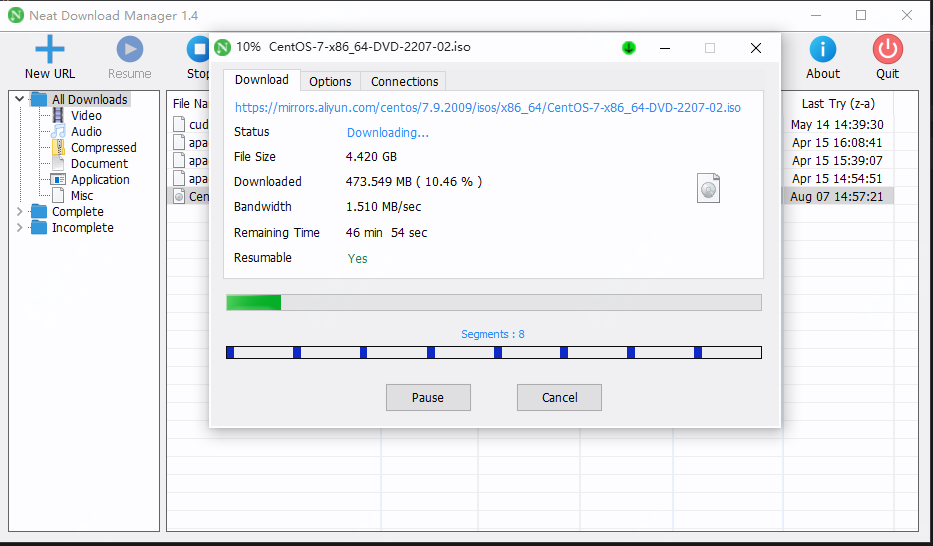 Neat Download Manager 1.4
New URL
Resume
Stop
About
Quit
All Downloads
Video
Audio
Compressed
Document
Application
Misc
Complete
Incomplete
File Na
Last Try (z-a)
cud
May 14 14:39:30
apa
Apr 15 16:08:41
apa
Apr 15 15:39:07
apa
Apr 15 14:54:51
Cen
Aug 07 14:57:21
10% CentOS-7-x86_64-DVD-2207-02.iso
Download
Options
Connections
https://mirrors.aliyun.com/centos/7.9.2009/isos/x86_64/CentOS-7-x86_64-DVD-2207-02.iso
Status Downloading...
File Size 4.420 GB
Downloaded 473.549 MB ( 10.46 % )
Bandwidth 1.510 MB/sec
Remaining Time 46 min 54 sec
Resumable Yes
Segments : 8
Pause
Cancel